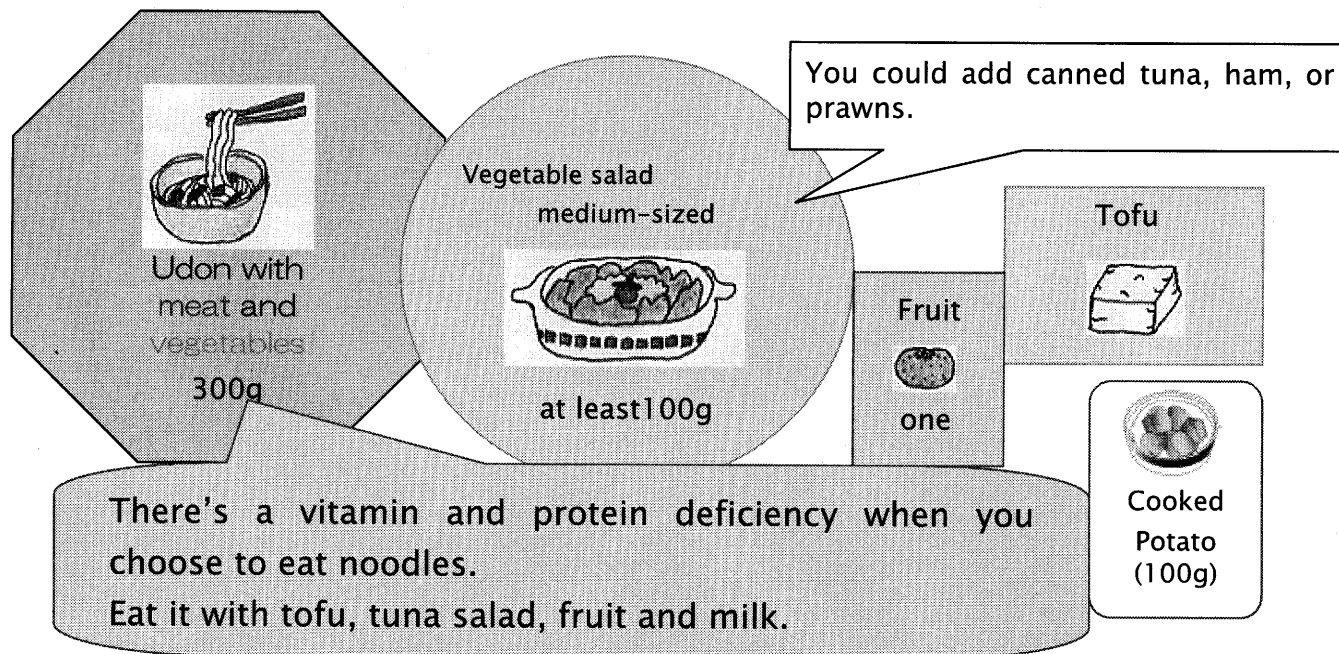 You could add canned tuna, ham, or
prawns.
Udon with
meat and
vegetables
300g
Vegetable salad
medium-sized
at least100g
Fruit
one
Tofu
Cooked
Potato
(100g)
There's a vitamin and protein deficiency when you
choose to eat noodles.
Eat it with tofu, tuna salad, fruit and milk.